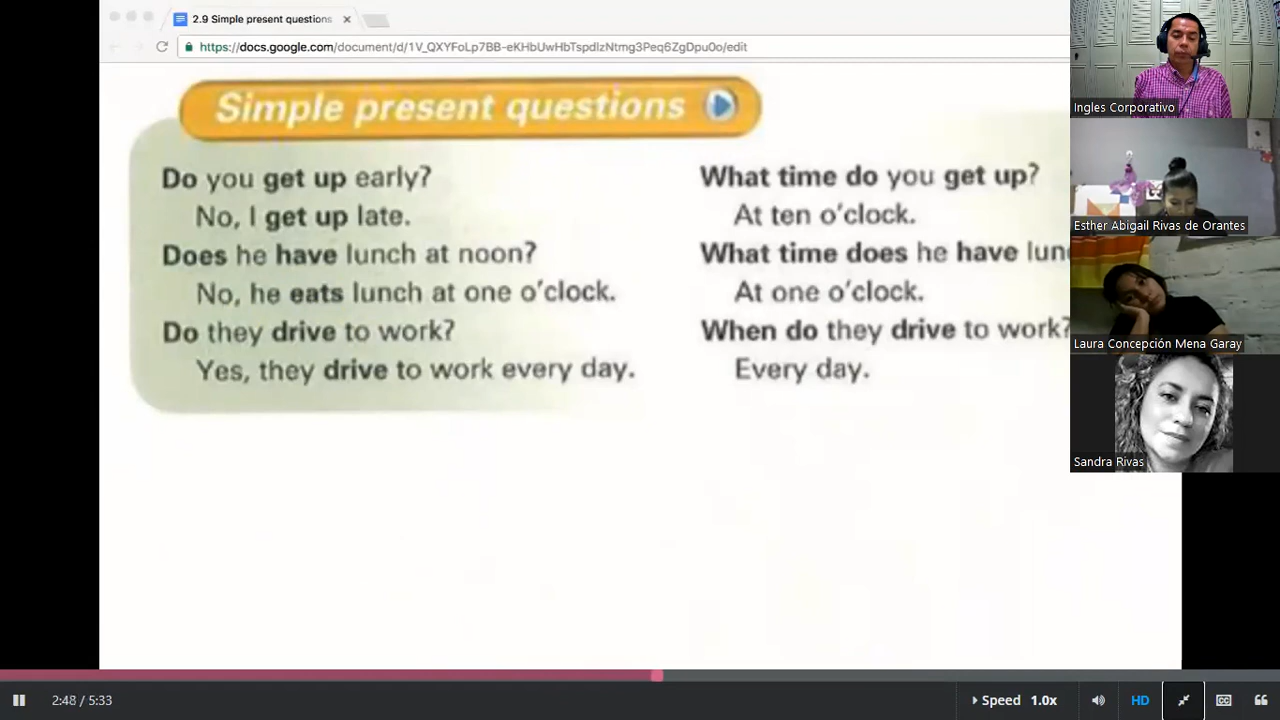 2.9 Simple present questions
https://docs.google.com/document/d/1V_QXYFoLp7BB-eKHbUwHbTspdlzNtmg3Peq6ZgDpu0o/edit
Simple present questions
Do you get up early?
No, I get up late.
Does he have lunch at noon?
No, he eats lunch at one o'clock.
Do they drive to work?
Yes, they drive to work every day.
What time do you get up?
At ten o'clock.
What time does he have
At one o'clock.
When do they drive to work?
Every day.
Ingles Corporativo
Esther Abigail Rivas de Orantes
Laura Concepción Mena Garay
Sandra Rivas
2:48 / 5:33
Speed 1.0x
HD
CC